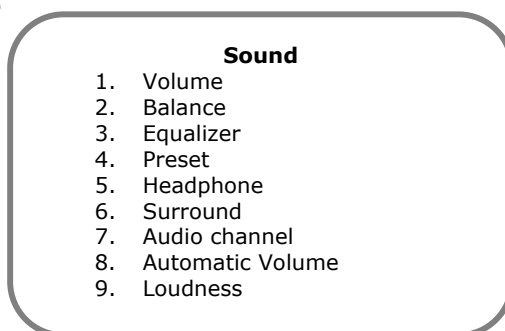 Sound
1. Volume
2. Balance
3. Equalizer
4. Preset
5. Headphone
6. Surround
7. Audio channel
8. Automatic Volume
9. Loudness